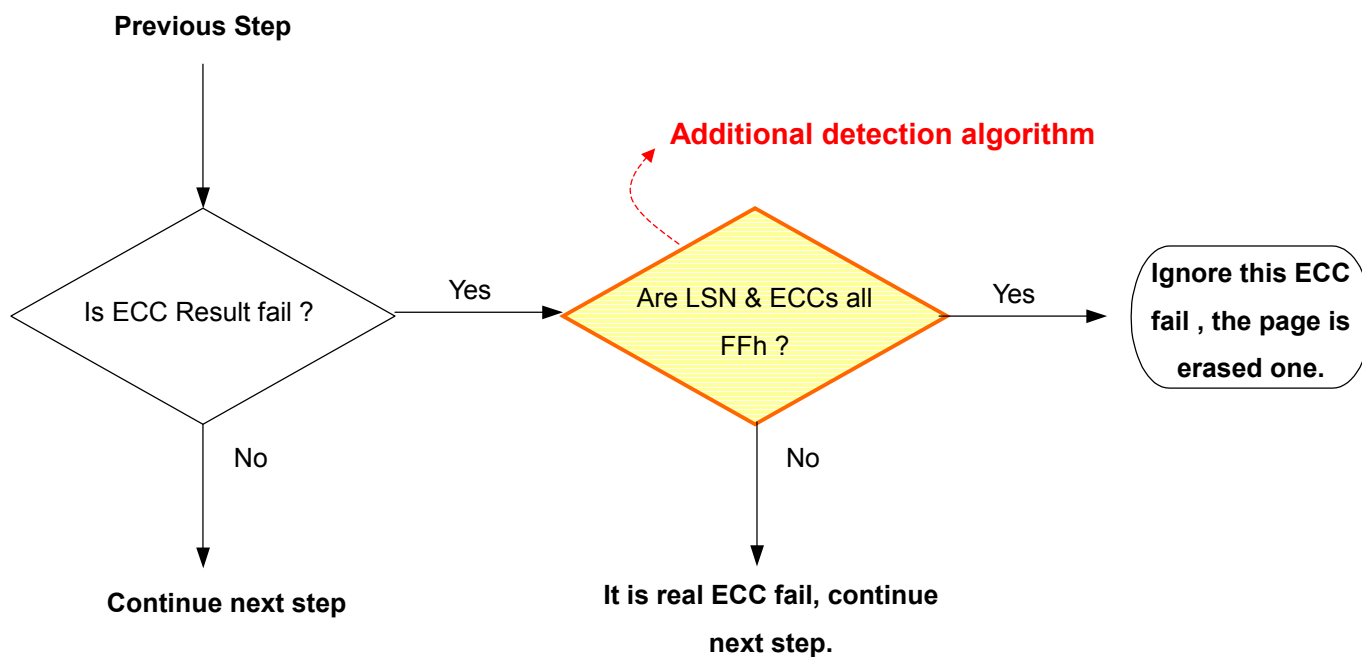 Previous Step
Additional detection algorithm
Is ECC Result fail ?
Yes
Are LSN & ECCs all
FFh ?
Yes
Ignore this ECC
fail , the page is
erased one.
No
No
Continue next step
It is real ECC fail, continue
next step.